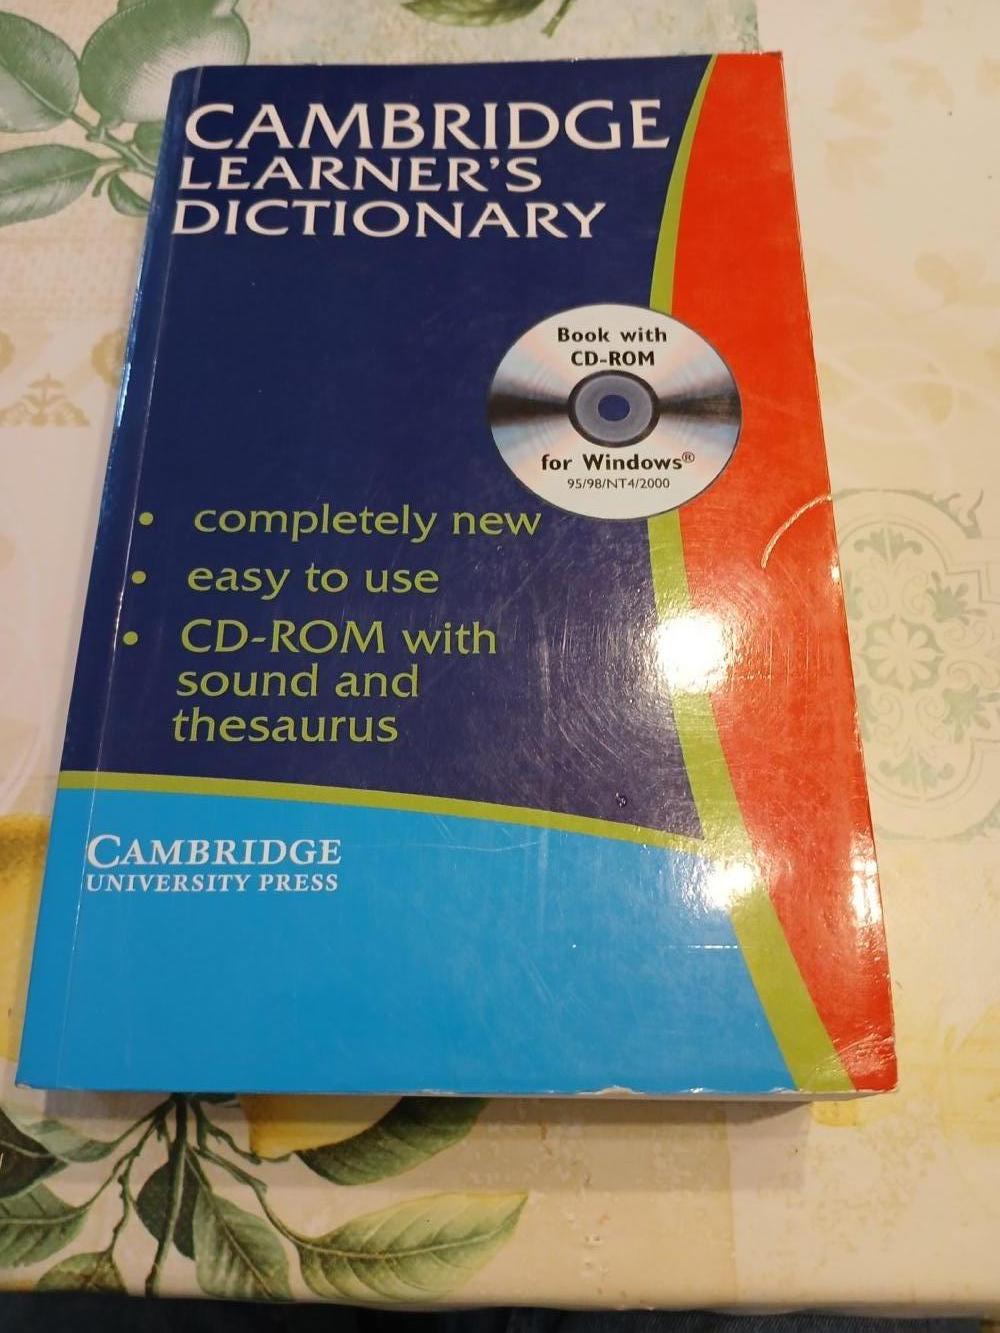 CAMBRIDGE
LEARNER'S
DICTIONARY
Book with
CD-ROM
for Windows®
95/98/NT4/2000
• completely new
• easy to use
• CD-ROM with
sound and
thesaurus
CAMBRIDGE
UNIVERSITY PRESS